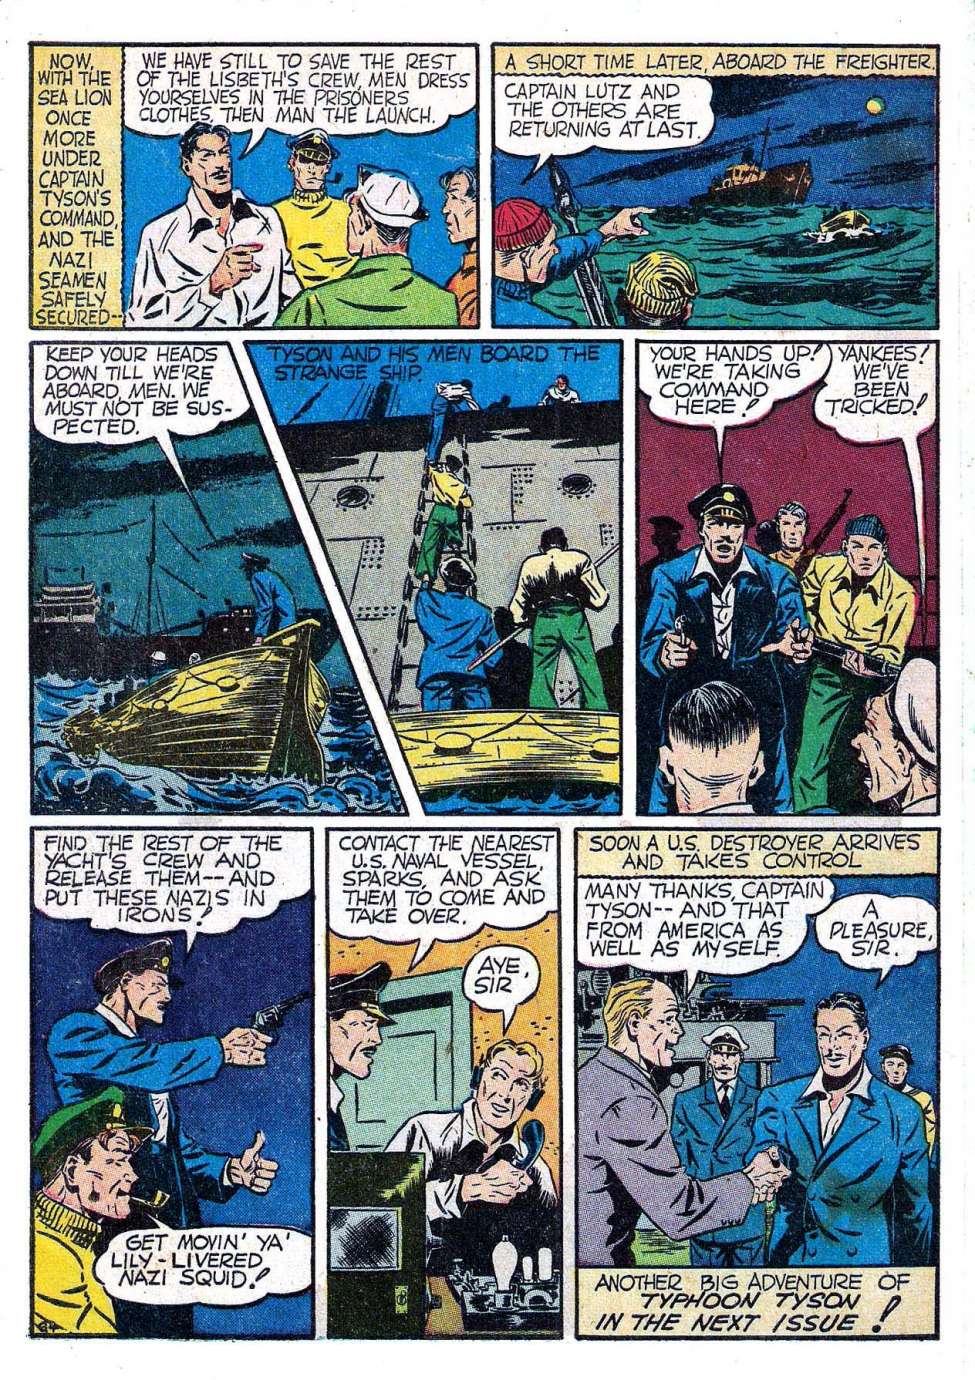 NOW,
WITH THE
SEA LION
ONCE
MORE
UNDER
CAPTAIN
TYSON'S
COMMAND,
AND THE
NAZI
SEAMEN
SAFELY
SECURED--
WE HAVE STILL TO SAVE THE REST
OF THE LISBETH'S CREW, MEN DRESS
YOURSELVES IN THE PRISONERS
CLOTHES, THEN MAN THE LAUNCH.
A SHORT TIME LATER, ABOARD THE FREIGHTER.
CAPTAIN LUTZ AND
THE OTHERS ARE
RETURNING AT LAST.
KEEP YOUR HEADS
DOWN TILL WE'RE
ABOARD, MEN. WE
MUST NOT BE SUS-
PECTED.
TYSON AND HIS MEN BOARD THE
STRANGE SHIP.
YOUR HANDS UP!
WE'RE TAKING
COMMAND
HERE!
YANKEES!
WE'VE
BEEN
TRICKED!
FIND THE REST OF THE
YACHT'S CREW AND
RELEASE THEM -- AND
PUT THESE NAZIS IN
IRONS!
GET MOVIN' YA'
LILY-LIVERED
NAZI SQUID!
34
CONTACT THE NEAREST
U.S. NAVAL VESSEL,
SPARKS, AND ASK
THEM TO COME AND
TAKE OVER.
AYE,
SIR
SOON A U.S. DESTROYER ARRIVES
AND TAKES CONTROL
MANY THANKS, CAPTAIN
TYSON-- AND THAT
FROM AMERICA AS
WELL AS MYSELF.
A
PLEASURE,
SIR.
ANOTHER BIG ADVENTURE OF
TYPHOON TYSON
IN THE NEXT ISSUE!